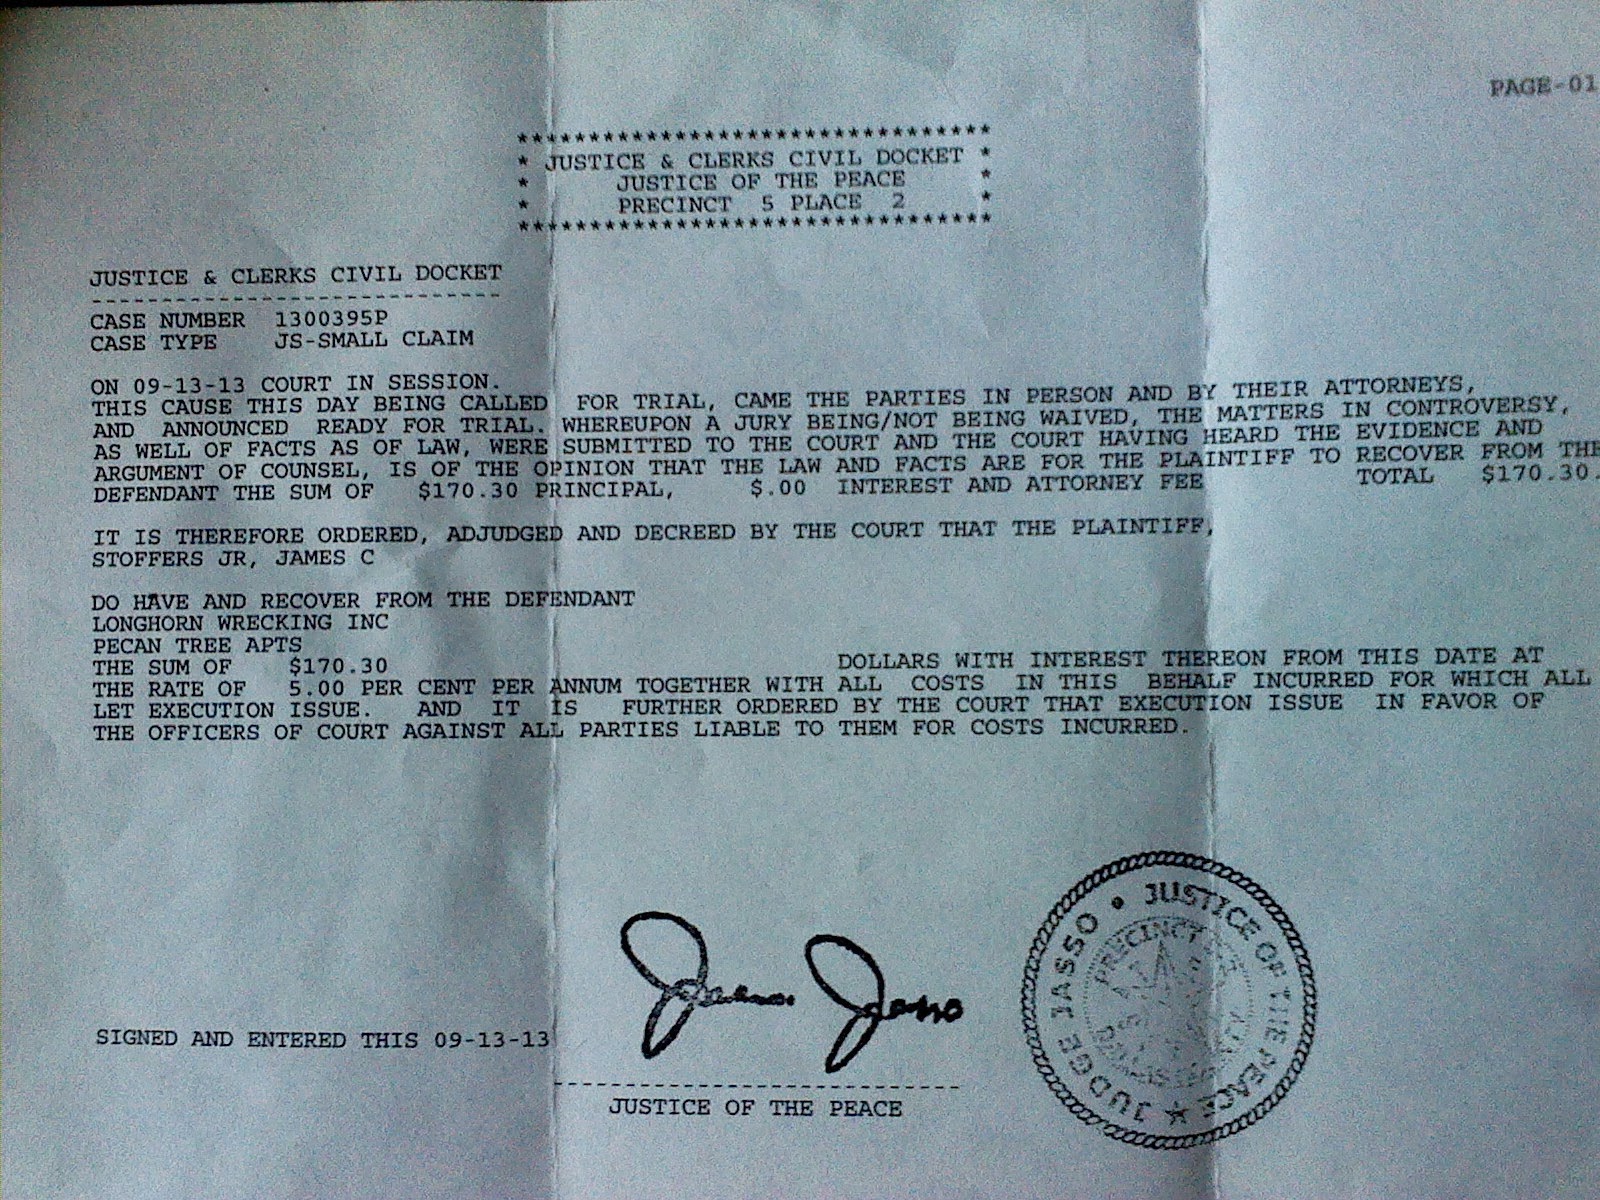 PAGE-01
*********************************
* JUSTICE & CLERKS CIVIL DOCKET *
* JUSTICE OF THE PEACE *
* PRECINCT 5 PLACE 2 *
*********************************
JUSTICE & CLERKS CIVIL DOCKET
-----------------------------
CASE NUMBER 1300395P
CASE TYPE JS-SMALL CLAIM
ON 09-13-13 COURT IN SESSION.
THIS CAUSE THIS DAY BEING CALLED FOR TRIAL, CAME THE PARTIES IN PERSON AND BY THEIR ATTORNEYS,
AND ANNOUNCED READY FOR TRIAL. WHEREUPON A JURY BEING/NOT BEING WAIVED, THE MATTERS IN CONTROVERSY,
AS WELL OF FACTS AS OF LAW, WERE SUBMITTED TO THE COURT AND THE COURT HAVING HEARD THE EVIDENCE AND
ARGUMENT OF COUNSEL, IS OF THE OPINION THAT THE LAW AND FACTS ARE FOR THE PLAINTIFF TO RECOVER FROM THE
DEFENDANT THE SUM OF $170.30 PRINCIPAL, $.00 INTEREST AND ATTORNEY FEE TOTAL $170.30.
IT IS THEREFORE ORDERED, ADJUDGED AND DECREED BY THE COURT THAT THE PLAINTIFF,
STOFFERS JR, JAMES C
DO HAVE AND RECOVER FROM THE DEFENDANT
LONGHORN WRECKING INC
PECAN TREE APTS
THE SUM OF $170.30 DOLLARS WITH INTEREST THEREON FROM THIS DATE AT
THE RATE OF 5.00 PER CENT PER ANNUM TOGETHER WITH ALL COSTS IN THIS BEHALF INCURRED FOR WHICH ALL
LET EXECUTION ISSUE. AND IT IS FURTHER ORDERED BY THE COURT THAT EXECUTION ISSUE IN FAVOR OF
THE OFFICERS OF COURT AGAINST ALL PARTIES LIABLE TO THEM FOR COSTS INCURRED.
SIGNED AND ENTERED THIS 09-13-13
Juan Jasso
JUSTICE OF THE PEACE
JUDGE JASSO • JUSTICE OF THE PEACE ★
PRECINCT